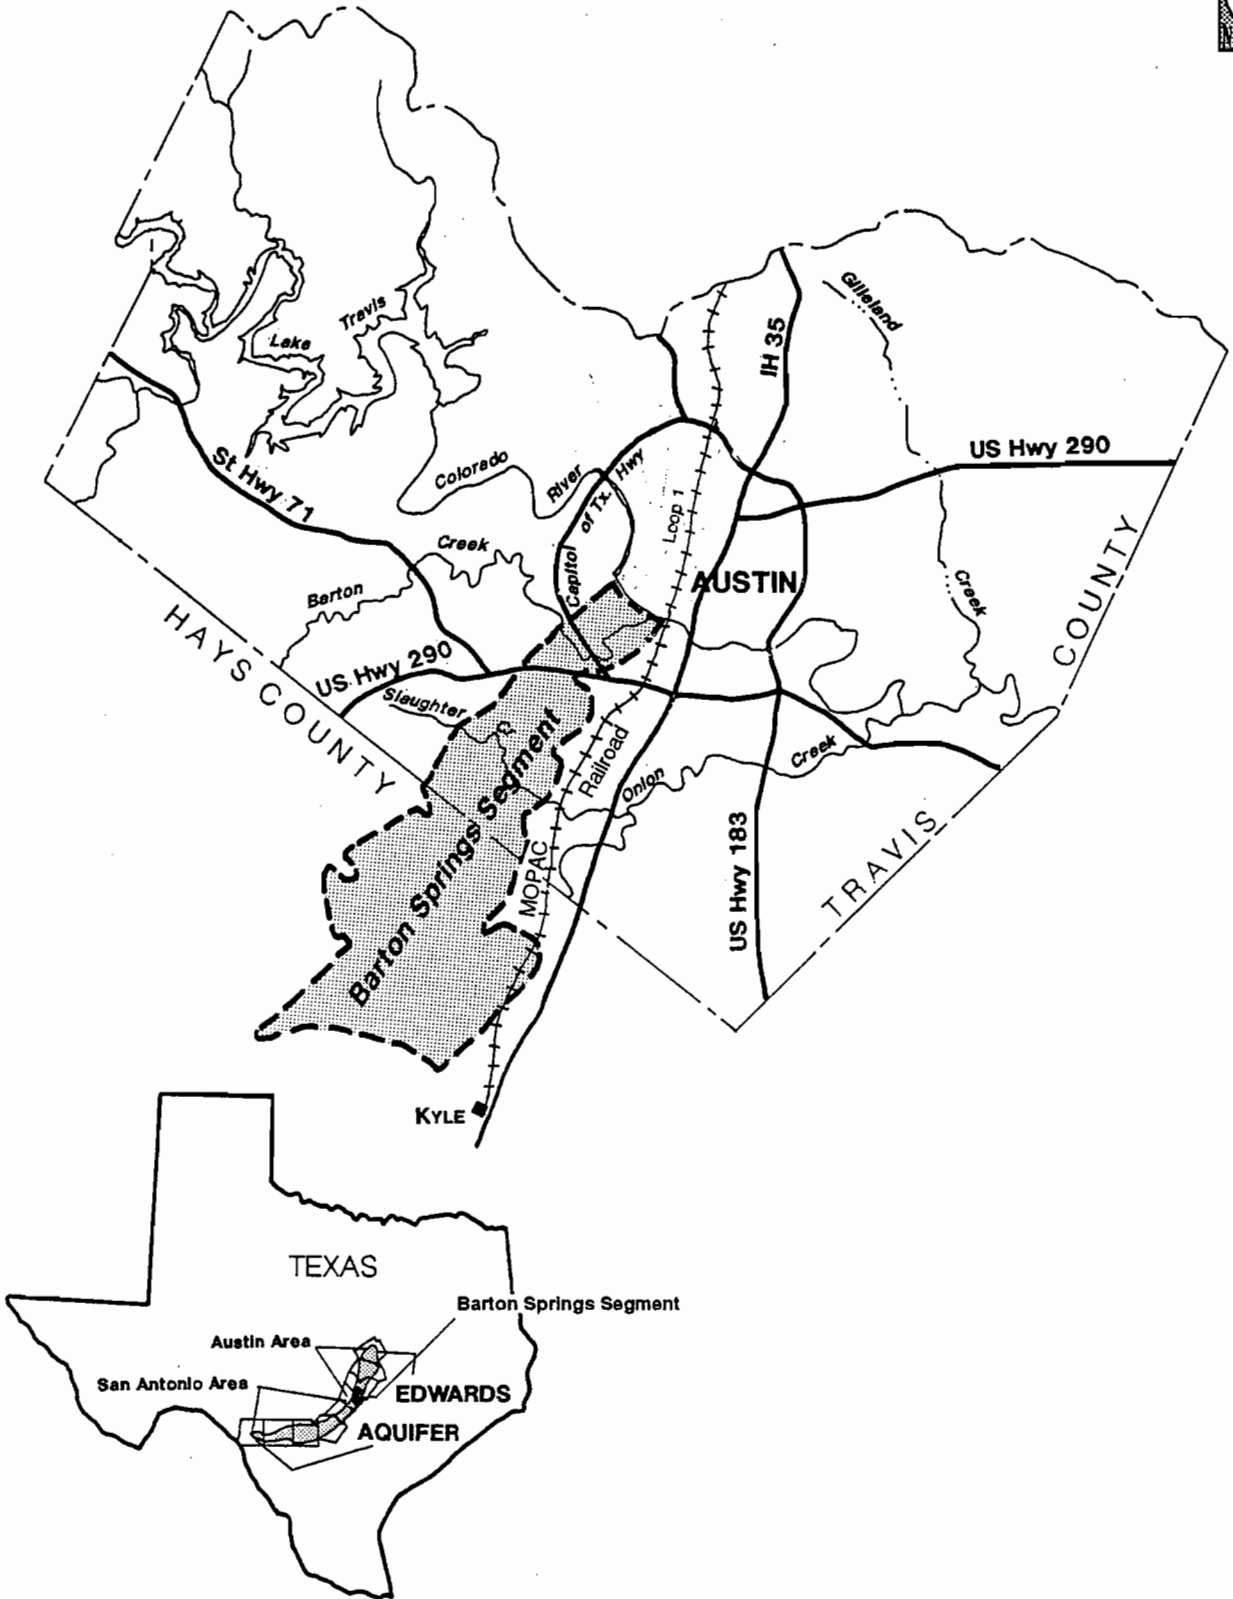 Gilleland
IH 35
Travis
Lake
US Hwy 290
Colorado
River
Capitol of Tx. Hwy
St Hwy 71
Loop 1
Creek
AUSTIN
Creek
Barton
COUNTY
HAYS COUNTY
US Hwy 290
Slaughter
Barton Springs Segment
Railroad
Onion
Creek
MOPAC
US Hwy 183
TRAVIS
KYLE
TEXAS
Barton Springs Segment
Austin Area
San Antonio Area
EDWARDS
AQUIFER